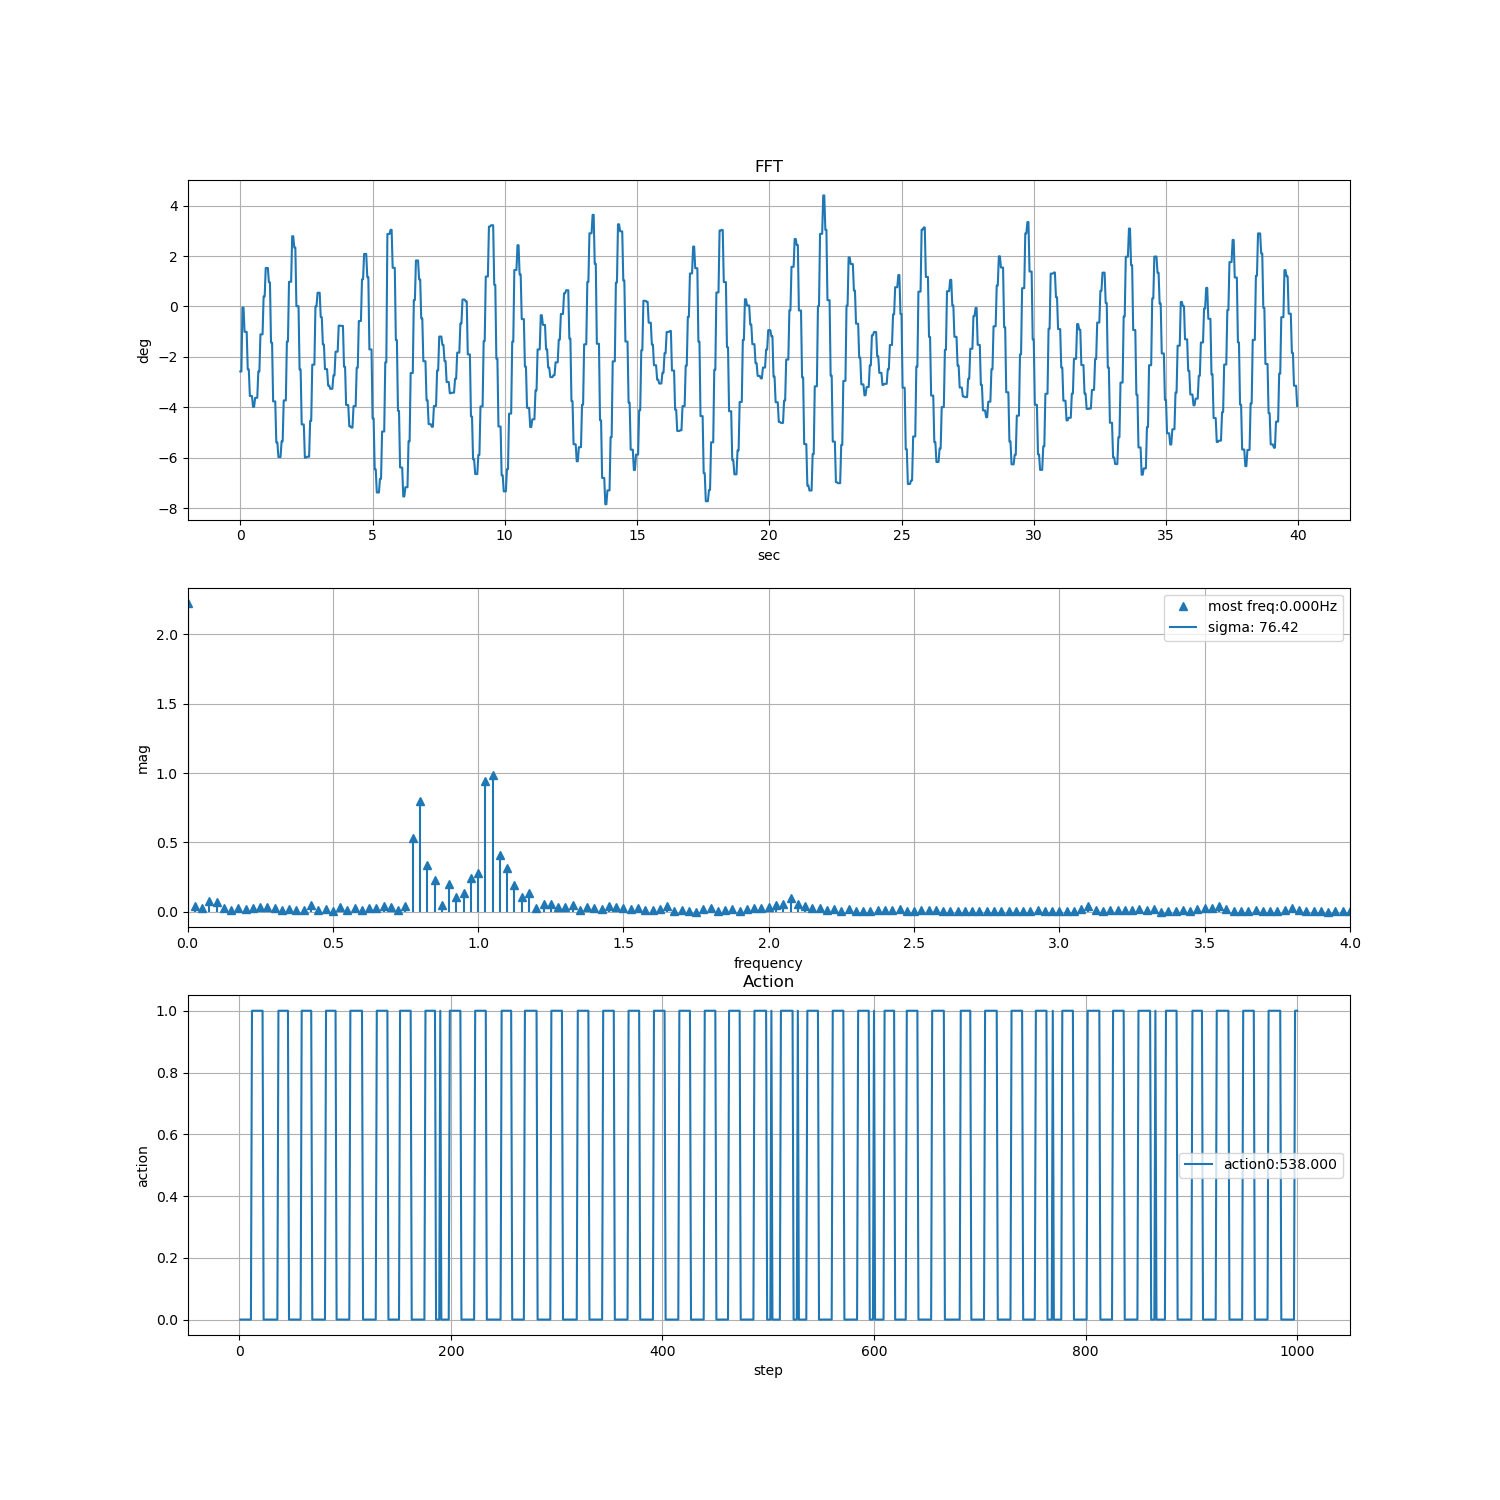 FFT
4
2
0
−2
−4
−6
−8
deg
0 5 10 15 20 25 30 35 40
sec
most freq:0.000Hz
sigma: 76.42
2.0
1.5
1.0
0.5
0.0
mag
0.0 0.5 1.0 1.5 2.0 2.5 3.0 3.5 4.0
frequency
Action
1.0
0.8
0.6
0.4
0.2
0.0
action
action0:538.000
0 200 400 600 800 1000
step